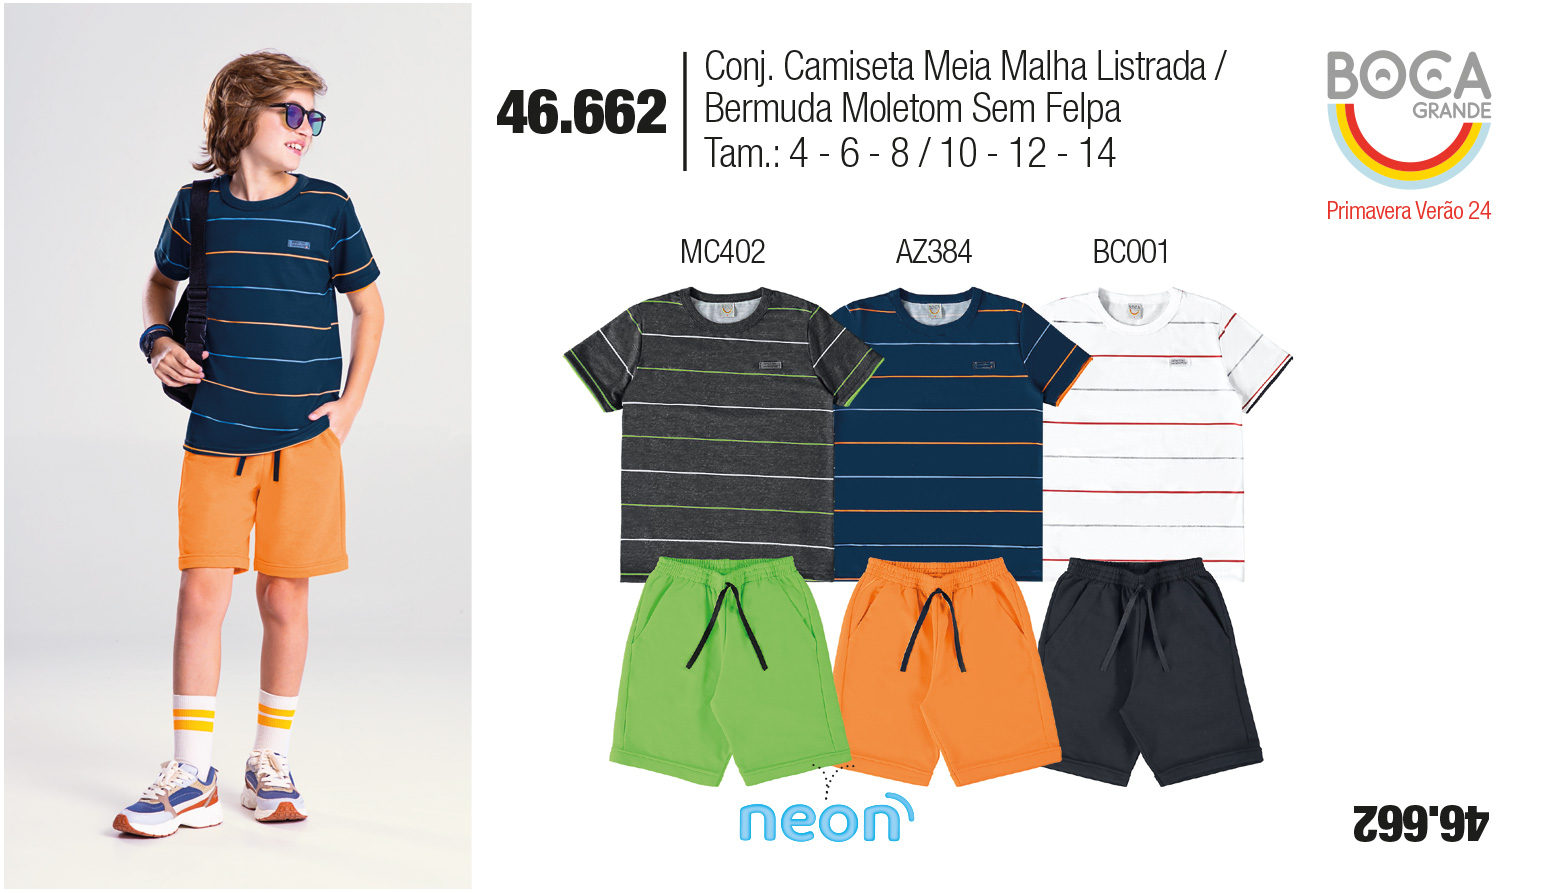 46.662
Conj. Camiseta Meia Malha Listrada /
Bermuda Moletom Sem Felpa
Tam.: 4 - 6 - 8 / 10 - 12 - 14
BOCA
GRANDE
Primavera Verão 24
MC402
AZ384
BC001
BOCA
neon
46.662